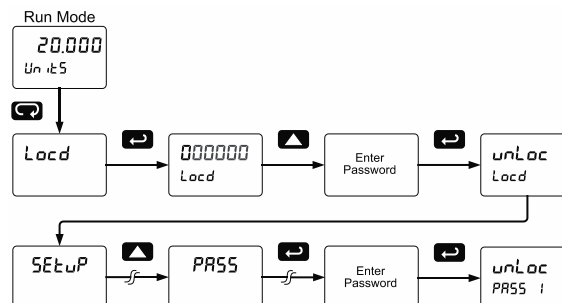 Run Mode
20.000
UnitS
Locd
000000
Locd
Enter
Password
unLoc
Locd
SEtuP
PASS
Enter
Password
unLoc
PASS 1